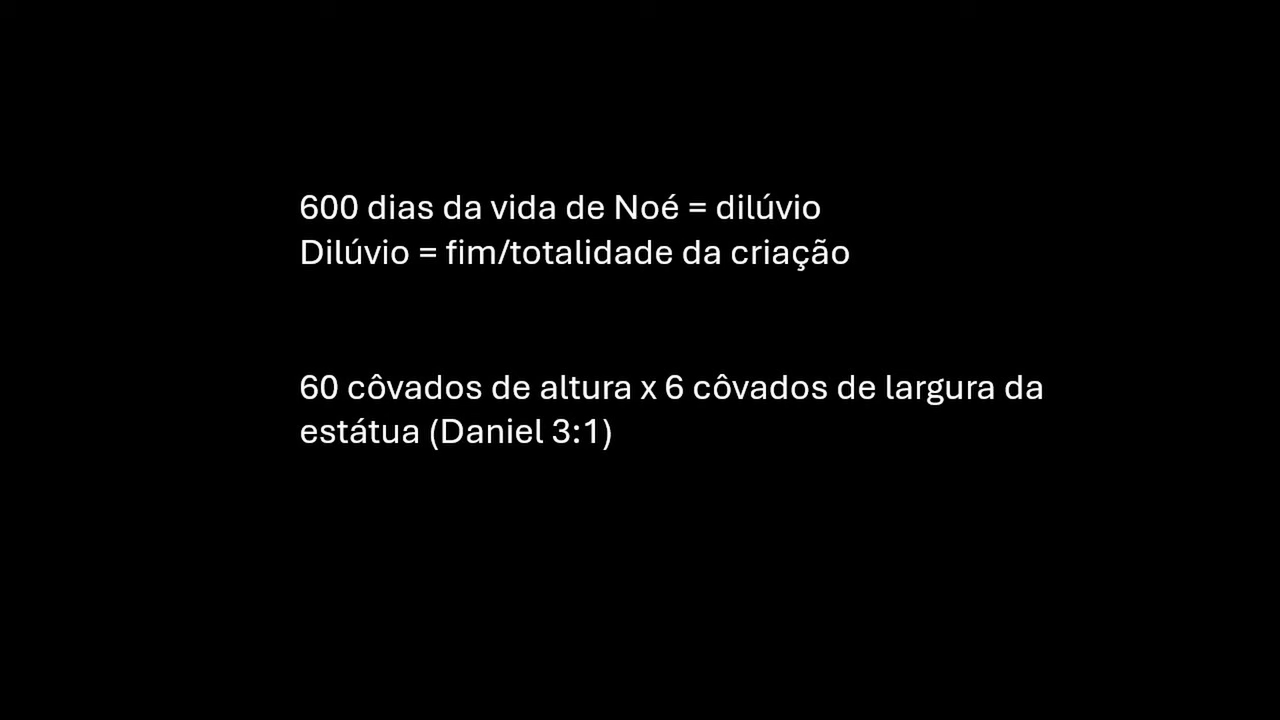 600 dias da vida de Noé = dilúvio
Dilúvio = fim/totalidade da criação
60 côvados de altura x 6 côvados de largura da
estátua (Daniel 3:1)